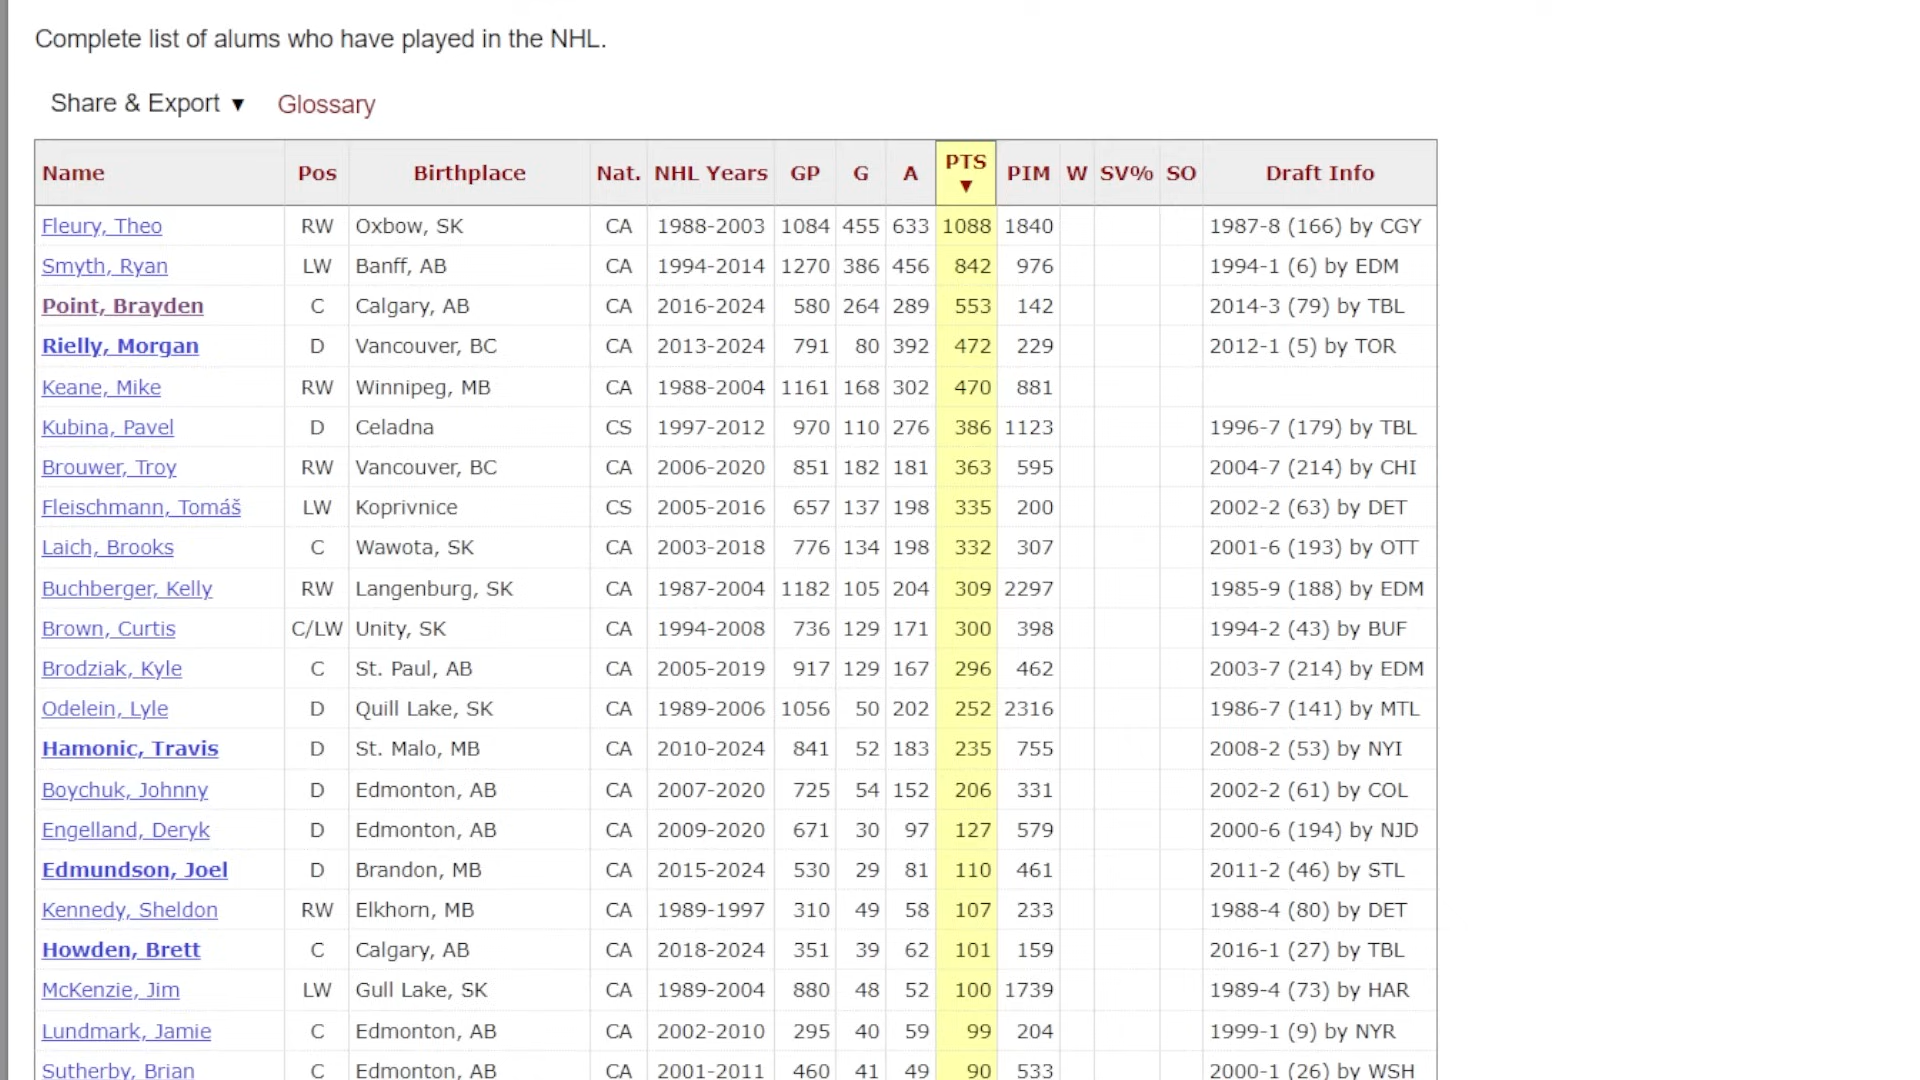 Complete list of alums who have played in the NHL.
Share & Export ▼ Glossary
Name Pos Birthplace Nat. NHL Years GP G A PTS ▼ PIM W SV% SO Draft Info
Fleury, Theo RW Oxbow, SK CA 1988-2003 1084 455 633 1088 1840 1987-8 (166) by CGY
Smyth, Ryan LW Banff, AB CA 1994-2014 1270 386 456 842 976 1994-1 (6) by EDM
Point, Brayden C Calgary, AB CA 2016-2024 580 264 289 553 142 2014-3 (79) by TBL
Rielly, Morgan D Vancouver, BC CA 2013-2024 791 80 392 472 229 2012-1 (5) by TOR
Keane, Mike RW Winnipeg, MB CA 1988-2004 1161 168 302 470 881
Kubina, Pavel D Celadna CS 1997-2012 970 110 276 386 1123 1996-7 (179) by TBL
Brouwer, Troy RW Vancouver, BC CA 2006-2020 851 182 181 363 595 2004-7 (214) by CHI
Fleischmann, Tomáš LW Koprivnice CS 2005-2016 657 137 198 335 200 2002-2 (63) by DET
Laich, Brooks C Wawota, SK CA 2003-2018 776 134 198 332 307 2001-6 (193) by OTT
Buchberger, Kelly RW Langenburg, SK CA 1987-2004 1182 105 204 309 2297 1985-9 (188) by EDM
Brown, Curtis C/LW Unity, SK CA 1994-2008 736 129 171 300 398 1994-2 (43) by BUF
Brodziak, Kyle C St. Paul, AB CA 2005-2019 917 129 167 296 462 2003-7 (214) by EDM
Odelein, Lyle D Quill Lake, SK CA 1989-2006 1056 50 202 252 2316 1986-7 (141) by MTL
Hamonic, Travis D St. Malo, MB CA 2010-2024 841 52 183 235 755 2008-2 (53) by NYI
Boychuk, Johnny D Edmonton, AB CA 2007-2020 725 54 152 206 331 2002-2 (61) by COL
Engelland, Deryk D Edmonton, AB CA 2009-2020 671 30 97 127 579 2000-6 (194) by NJD
Edmundson, Joel D Brandon, MB CA 2015-2024 530 29 81 110 461 2011-2 (46) by STL
Kennedy, Sheldon RW Elkhorn, MB CA 1989-1997 310 49 58 107 233 1988-4 (80) by DET
Howden, Brett C Calgary, AB CA 2018-2024 351 39 62 101 159 2016-1 (27) by TBL
McKenzie, Jim LW Gull Lake, SK CA 1989-2004 880 48 52 100 1739 1989-4 (73) by HAR
Lundmark, Jamie C Edmonton, AB CA 2002-2010 295 40 59 99 204 1999-1 (9) by NYR
Sutherby, Brian C Edmonton, AB CA 2001-2011 460 41 49 90 533 2000-1 (26) by WSH